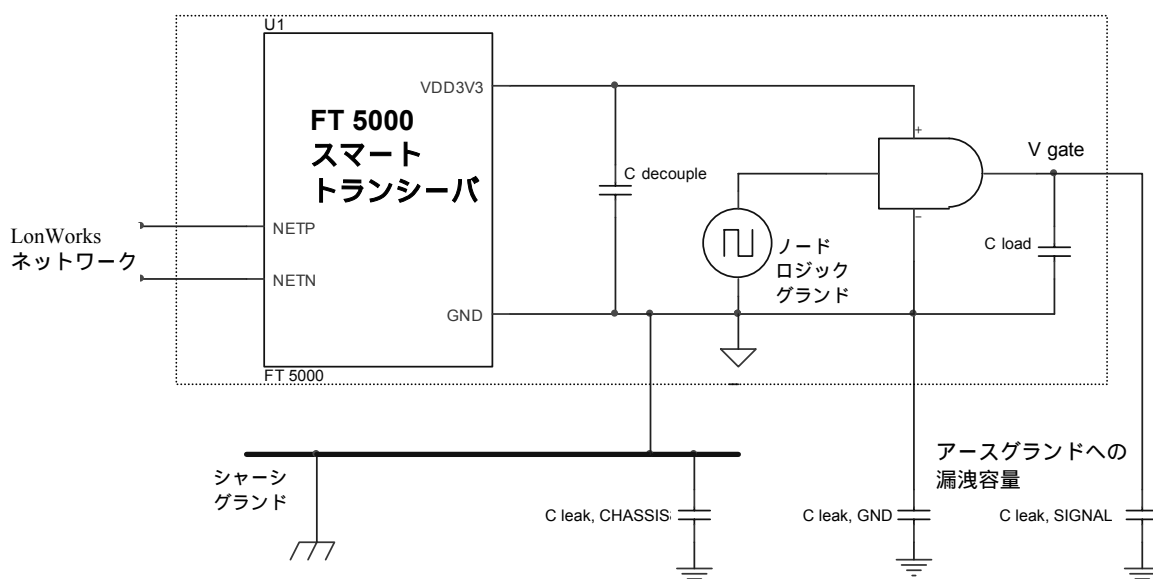 U1
VDD3V3
FT 5000
スマート
トランシーバ
C decouple
+
V gate
NETP
LonWorks
ネットワーク
NETN
ノード
ロジック
グランド
−
C load
GND
FT 5000
シャーシ
グランド
アースグランドへの
漏洩容量
C leak, CHASSIS
C leak, GND
C leak, SIGNAL